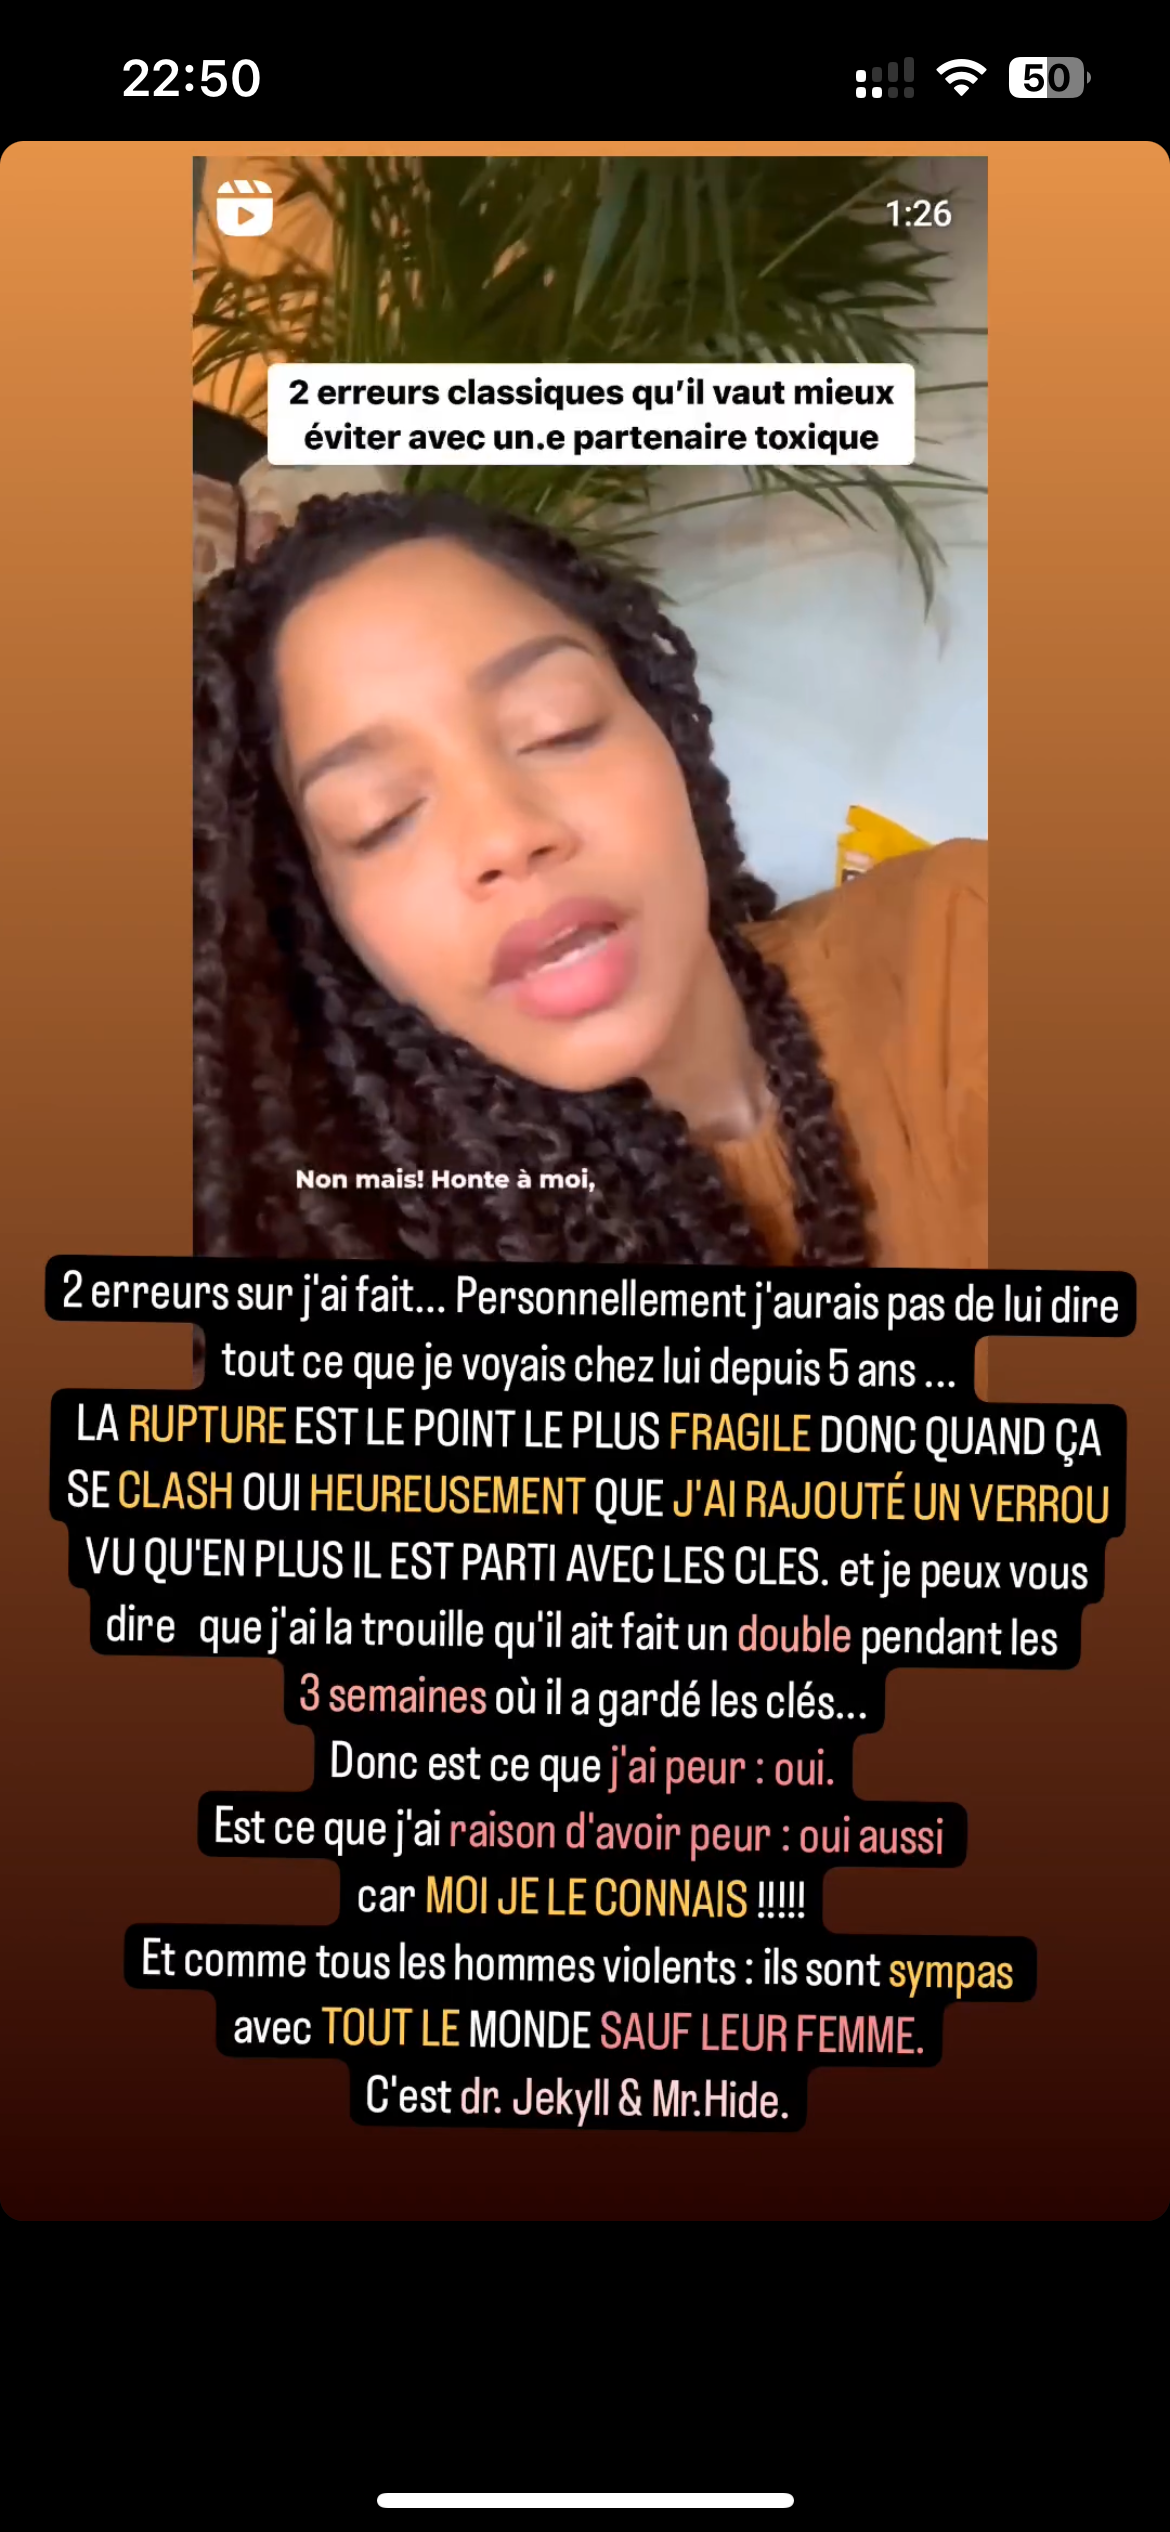 22:50
50
1:26
2 erreurs classiques qu’il vaut mieux
éviter avec un.e partenaire toxique
Non mais! Honte à moi,
2 erreurs sur j'ai fait... Personnellement j'aurais pas de lui dire
tout ce que je voyais chez lui depuis 5 ans ...
LA RUPTURE EST LE POINT LE PLUS FRAGILE DONC QUAND ÇA
SE CLASH OUI HEUREUSEMENT QUE J'AI RAJOUTÉ UN VERROU
VU QU'EN PLUS IL EST PARTI AVEC LES CLES. et je peux vous
dire que j'ai la trouille qu'il ait fait un double pendant les
3 semaines où il a gardé les clés...
Donc est ce que j'ai peur : oui.
Est ce que j'ai raison d'avoir peur : oui aussi
car MOI JE LE CONNAIS !!!!!
Et comme tous les hommes violents : ils sont sympas
avec TOUT LE MONDE SAUF LEUR FEMME.
C'est dr. Jekyll & Mr.Hide.